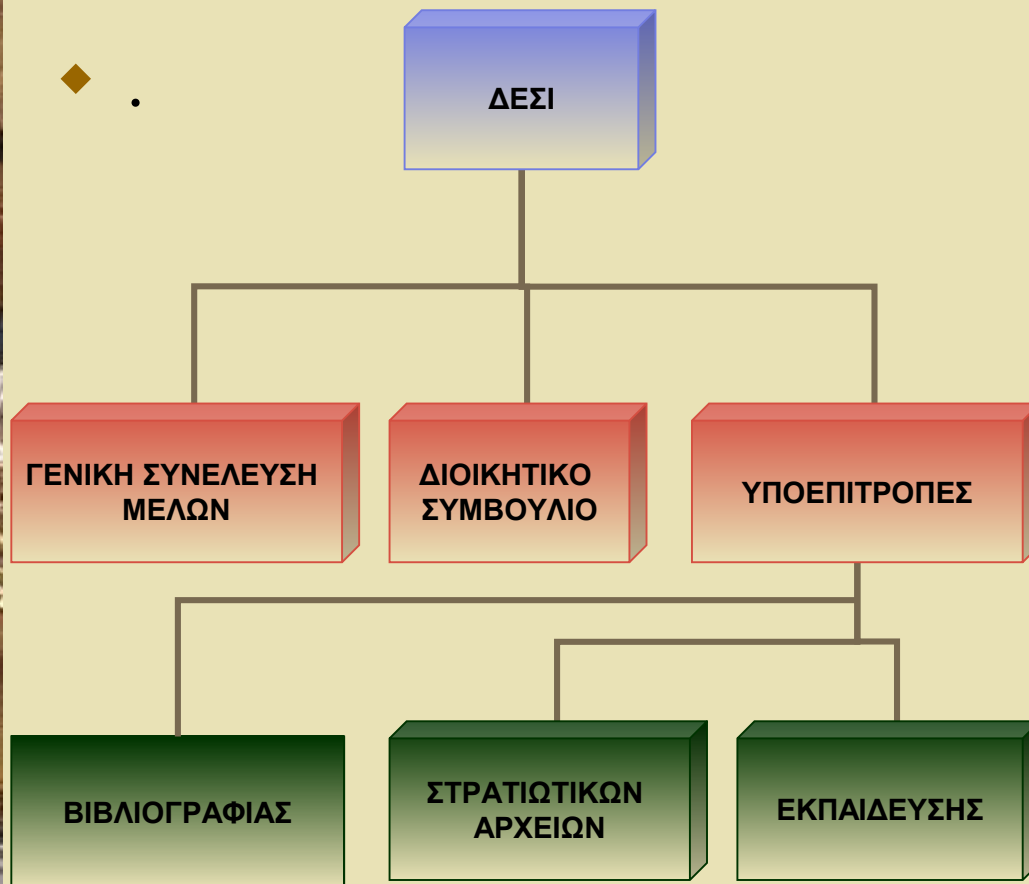 .
ΔΕΣΙ
ΓΕΝΙΚΗ ΣΥΝΕΛΕΥΣΗ
ΜΕΛΩΝ
ΔΙΟΙΚΗΤΙΚΟ
ΣΥΜΒΟΥΛΙΟ
ΥΠΟΕΠΙΤΡΟΠΕΣ
ΒΙΒΛΙΟΓΡΑΦΙΑΣ
ΣΤΡΑΤΙΩΤΙΚΩΝ
ΑΡΧΕΙΩΝ
ΕΚΠΑΙΔΕΥΣΗΣ